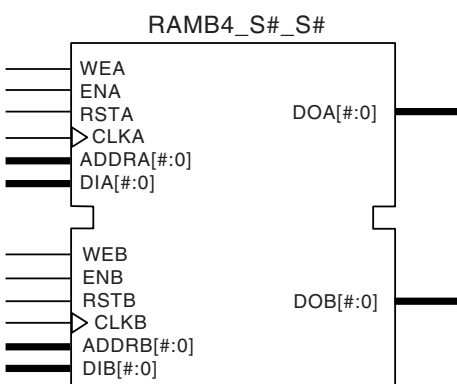 RAMB4_S#_S#
WEA
ENA
RSTA
DOA[#:0]
CLKA
ADDRA[#:0]
DIA[#:0]
WEB
ENB
RSTB
DOB[#:0]
CLKB
ADDRB[#:0]
DIB[#:0]